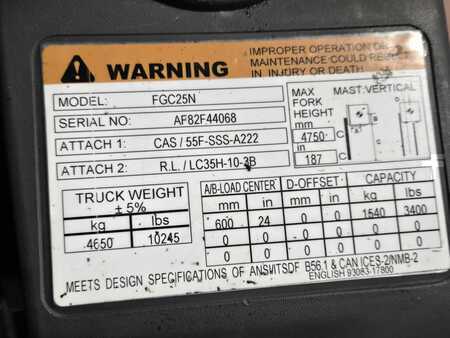 WARNING
IMPROPER OPERATION OR
MAINTENANCE COULD RESULT
IN INJURY OR DEATH.
MODEL: FGC25N
SERIAL NO: AF82F44068
ATTACH 1: CAS / 55F-SSS-A222
ATTACH 2: R.L. / LC35H-10-3B
MAX FORK HEIGHT
mm
4750
in
187
MAST: VERTICAL
C
C
TRUCK WEIGHT
± 5%
kg lbs
4650 10245
A/B-LOAD CENTER D-OFFSET CAPACITY
mm in mm in kg lbs
600 24 0 0 1540 3400
0 0 0 0 0 0
0 0 0 0 0 0
MEETS DESIGN SPECIFICATIONS OF ANSI/ITSDF B56.1 & CAN ICES-2/NMB-2
ENGLISH 93083-17800